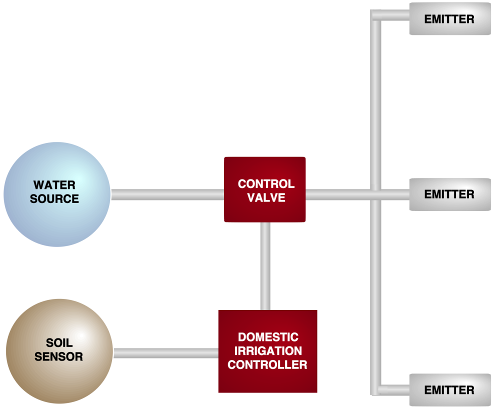 EMITTER
WATER
SOURCE
CONTROL
VALVE
EMITTER
SOIL
SENSOR
DOMESTIC
IRRIGATION
CONTROLLER
EMITTER